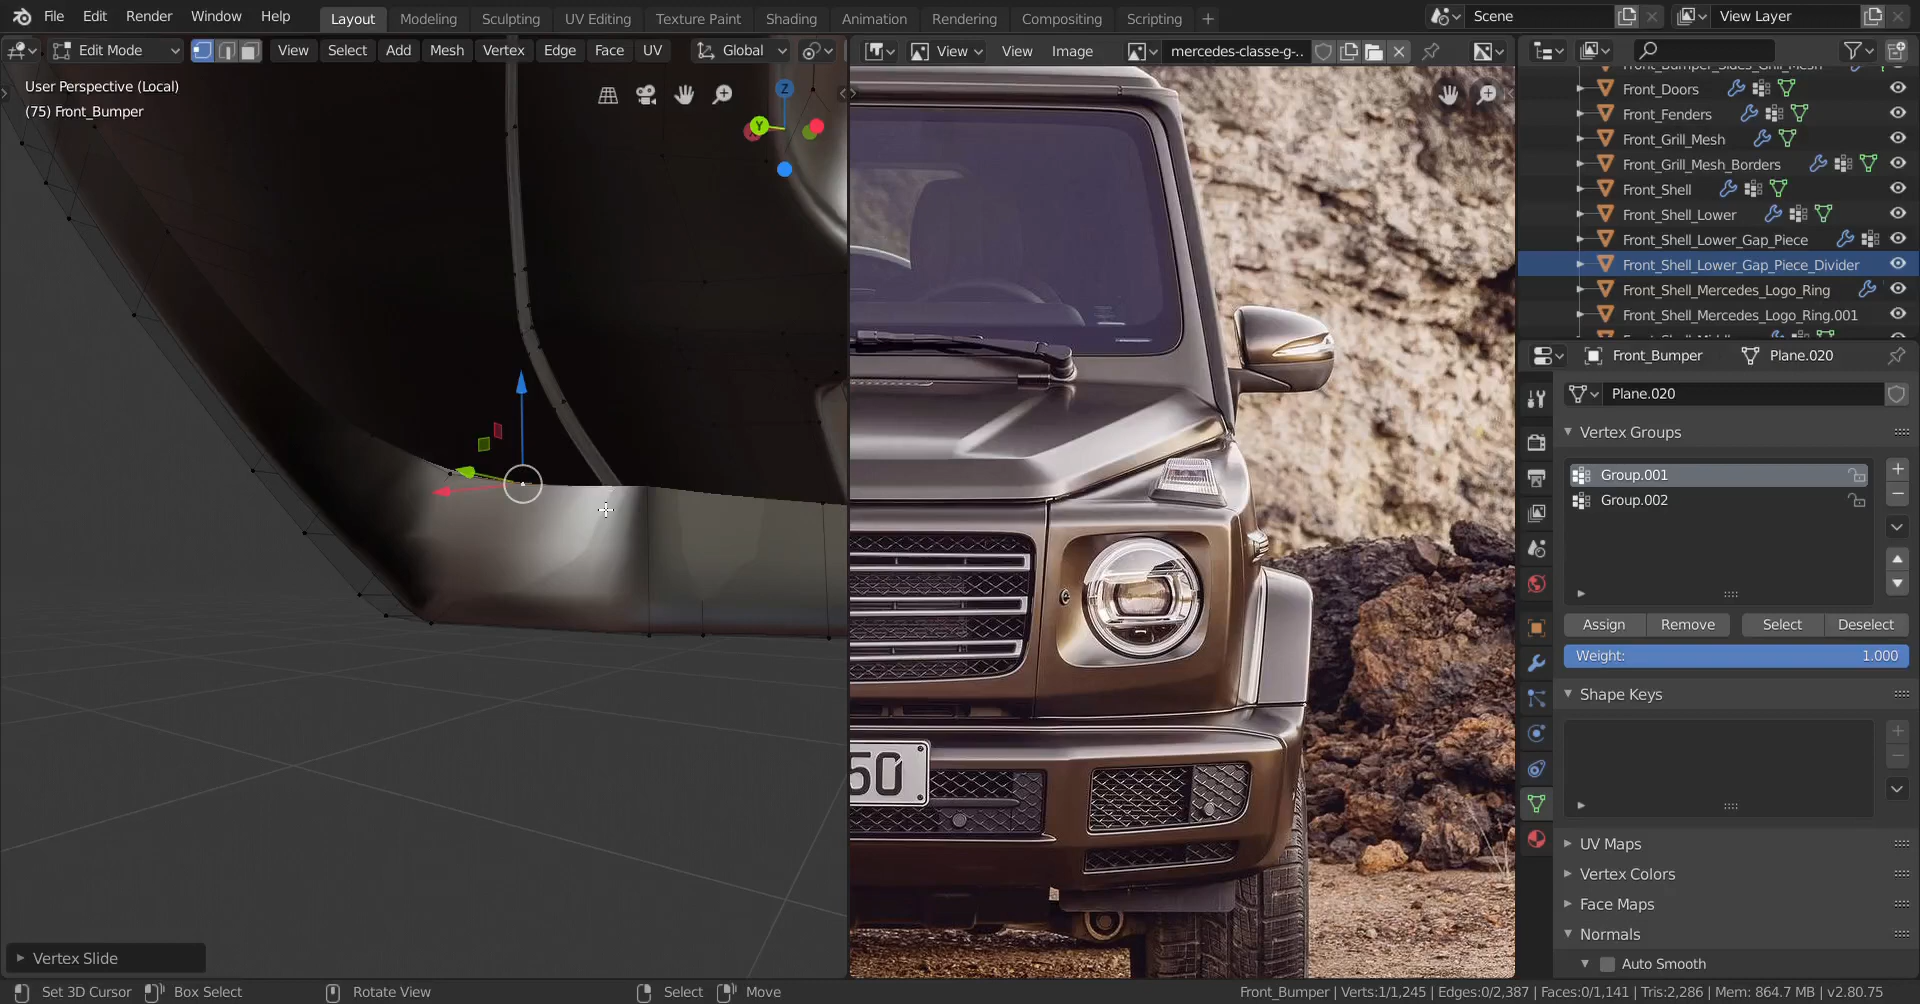 File Edit Render Window Help
Layout Modeling Sculpting UV Editing Texture Paint Shading Animation Rendering Compositing Scripting +
Scene
View Layer
Edit Mode View Select Add Mesh Vertex Edge Face UV Global
View View Image mercedes-classe-g-..
User Perspective (Local)
(75) Front_Bumper
Z
Y
Front_Bumper_Sides_Grill_Mesh
Front_Doors
Front_Fenders
Front_Grill_Mesh
Front_Grill_Mesh_Borders
Front_Shell
Front_Shell_Lower
Front_Shell_Lower_Gap_Piece
Front_Shell_Lower_Gap_Piece_Divider
Front_Shell_Mercedes_Logo_Ring
Front_Shell_Mercedes_Logo_Ring.001
Front_Bumper Plane.020
Plane.020
Vertex Groups
Group.001
Group.002
Assign Remove Select Deselect
Weight: 1.000
Shape Keys
UV Maps
Vertex Colors
Face Maps
Normals
Auto Smooth
60
Vertex Slide
Set 3D Cursor Box Select Rotate View Select Move
Front_Bumper | Verts:1/1,245 | Edges:0/2,387 | Faces:0/1,141 | Tris:2,286 | Mem: 864.7 MB | v2.80.75